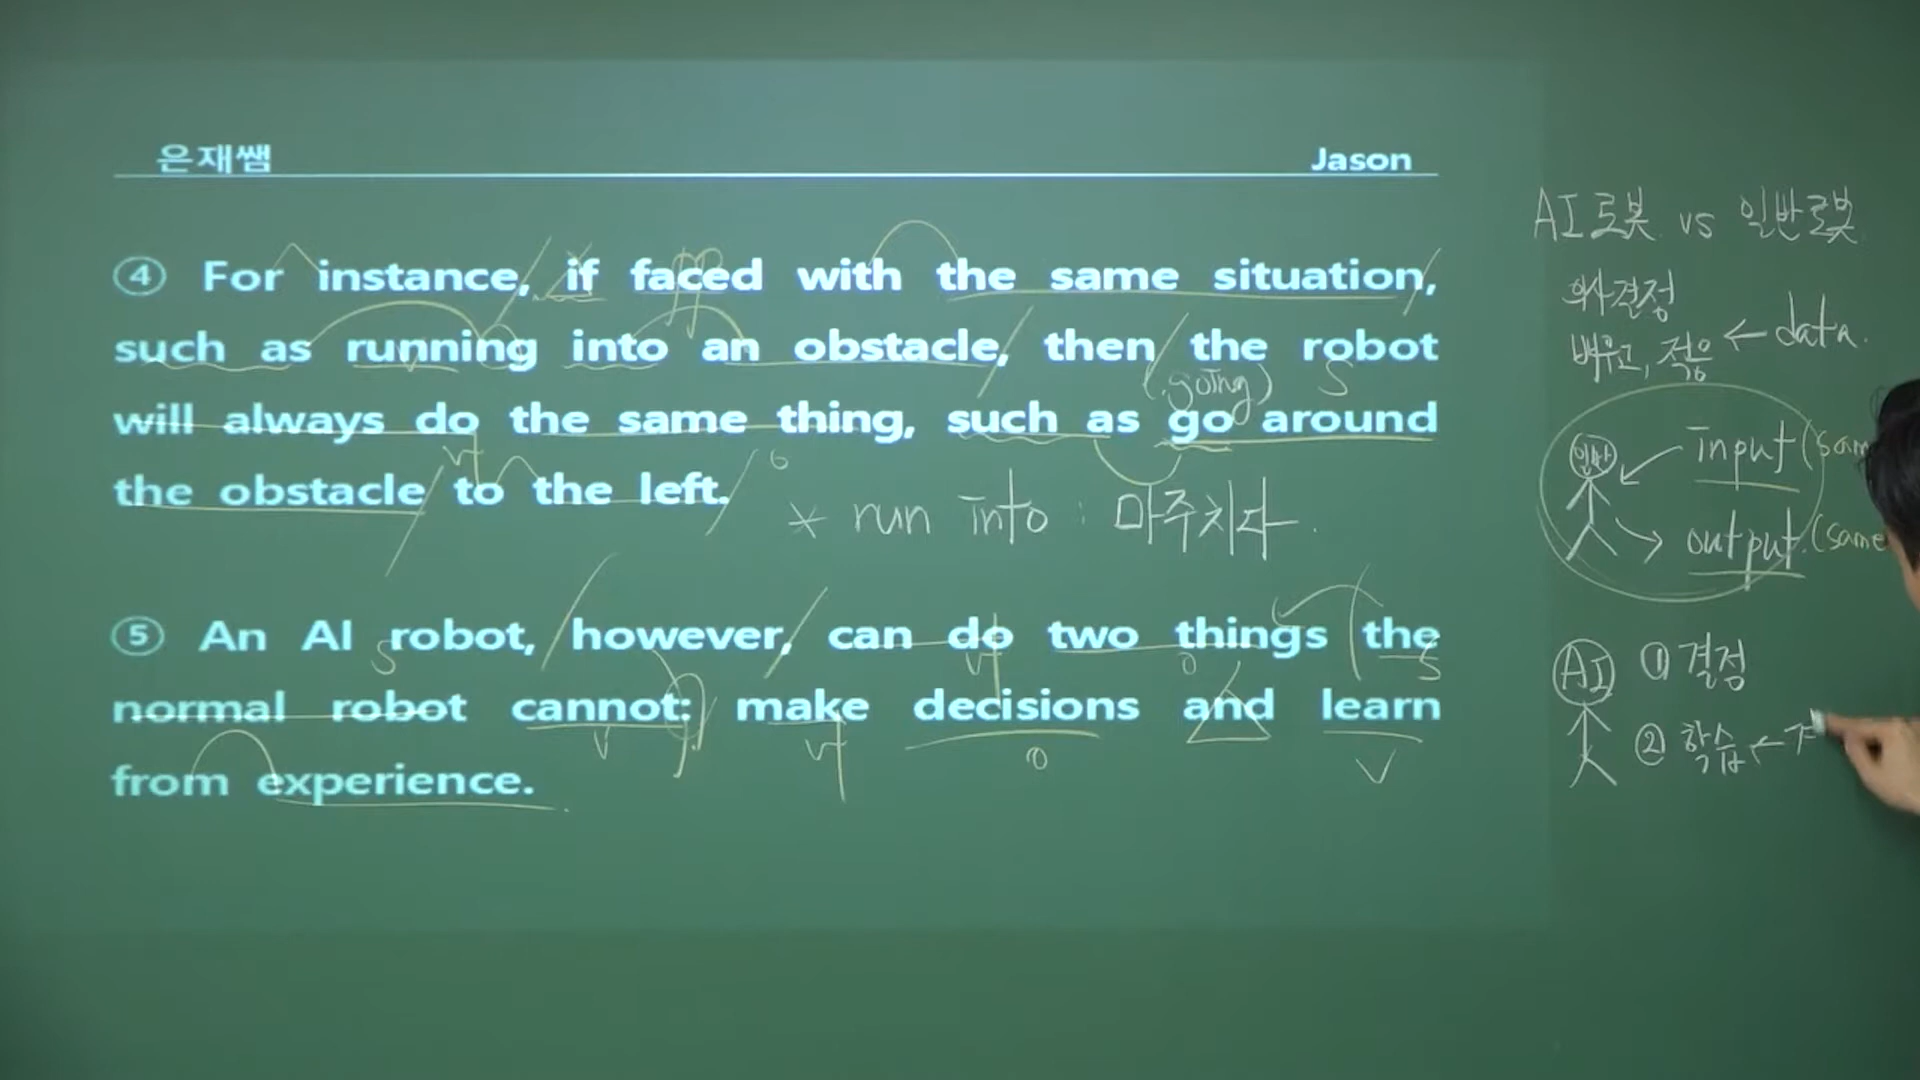 은재쌤
Jason
④ For instance, if faced with the same situation,
such as running into an obstacle, then the robot
(going) S
will always do the same thing, such as go around
the obstacle to the left.
* run into : 마주치다.
⑤ An AI robot, however, can do two things the
normal robot cannot: make decisions and learn
from experience.
AI로봇 vs 일반로봇
의사결정
배우고, 적응 ← data.
일반
input (sam
output. (same
AI ① 결정
② 학습 ←